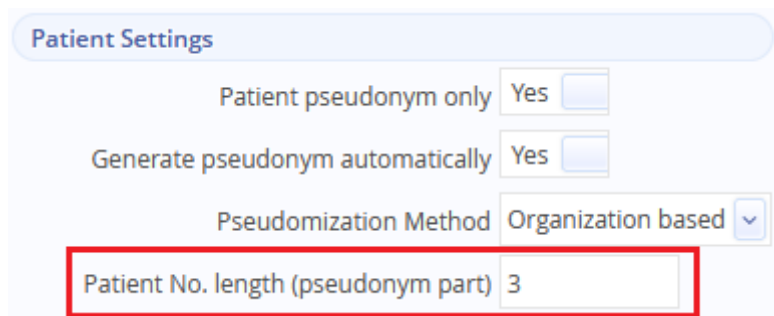 Patient Settings
Patient pseudonym only Yes
Generate pseudonym automatically Yes
Pseudomization Method Organization based
Patient No. length (pseudonym part) 3